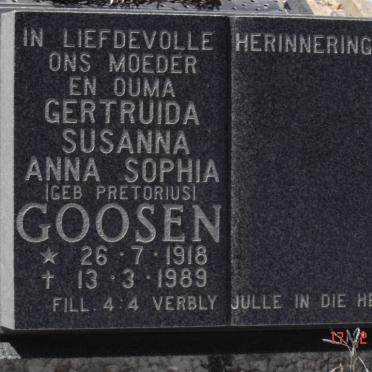 IN LIEFDEVOLLE HERINNERING
ONS MOEDER
EN OUMA
GERTRUIDA
SUSANNA
ANNA SOPHIA
(GEB PRETORIUS)
GOOSEN
★ 26·7·1918
† 13·3·1989
FILL. 4:4 VERBLY JULLE IN DIE HE